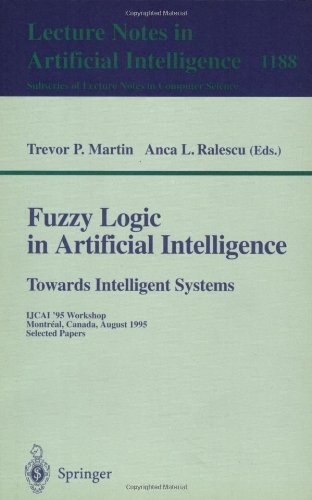 Lecture Notes in
Artificial Intelligence 1188
Subseries of Lecture Notes in Computer Science
Trevor P. Martin Anca L. Ralescu (Eds.)
Fuzzy Logic
in Artificial Intelligence
Towards Intelligent Systems
IJCAI '95 Workshop
Montréal, Canada, August 1995
Selected Papers
Springer